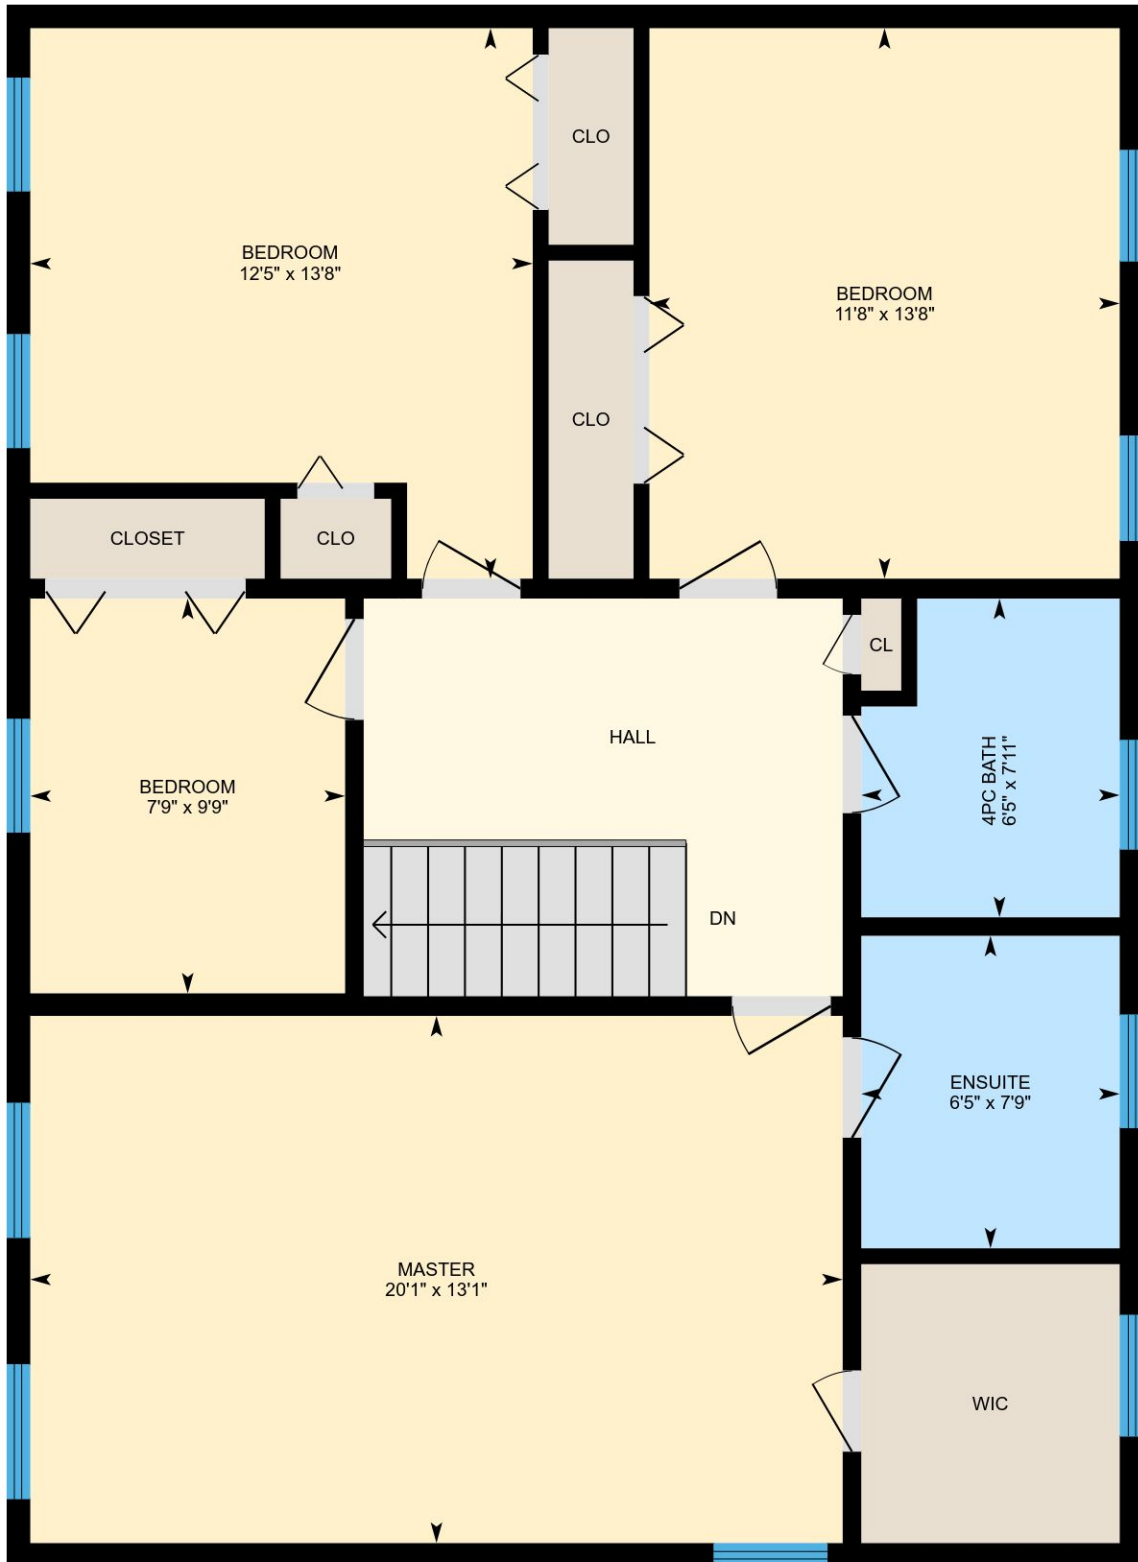 CLO
BEDROOM
12'5" x 13'8"
BEDROOM
11'8" x 13'8"
CLO
CLOSET
CLO
CL
HALL
BEDROOM
7'9" x 9'9"
4PC BATH
6'5" x 7'11"
DN
ENSUITE
6'5" x 7'9"
MASTER
20'1" x 13'1"
WIC